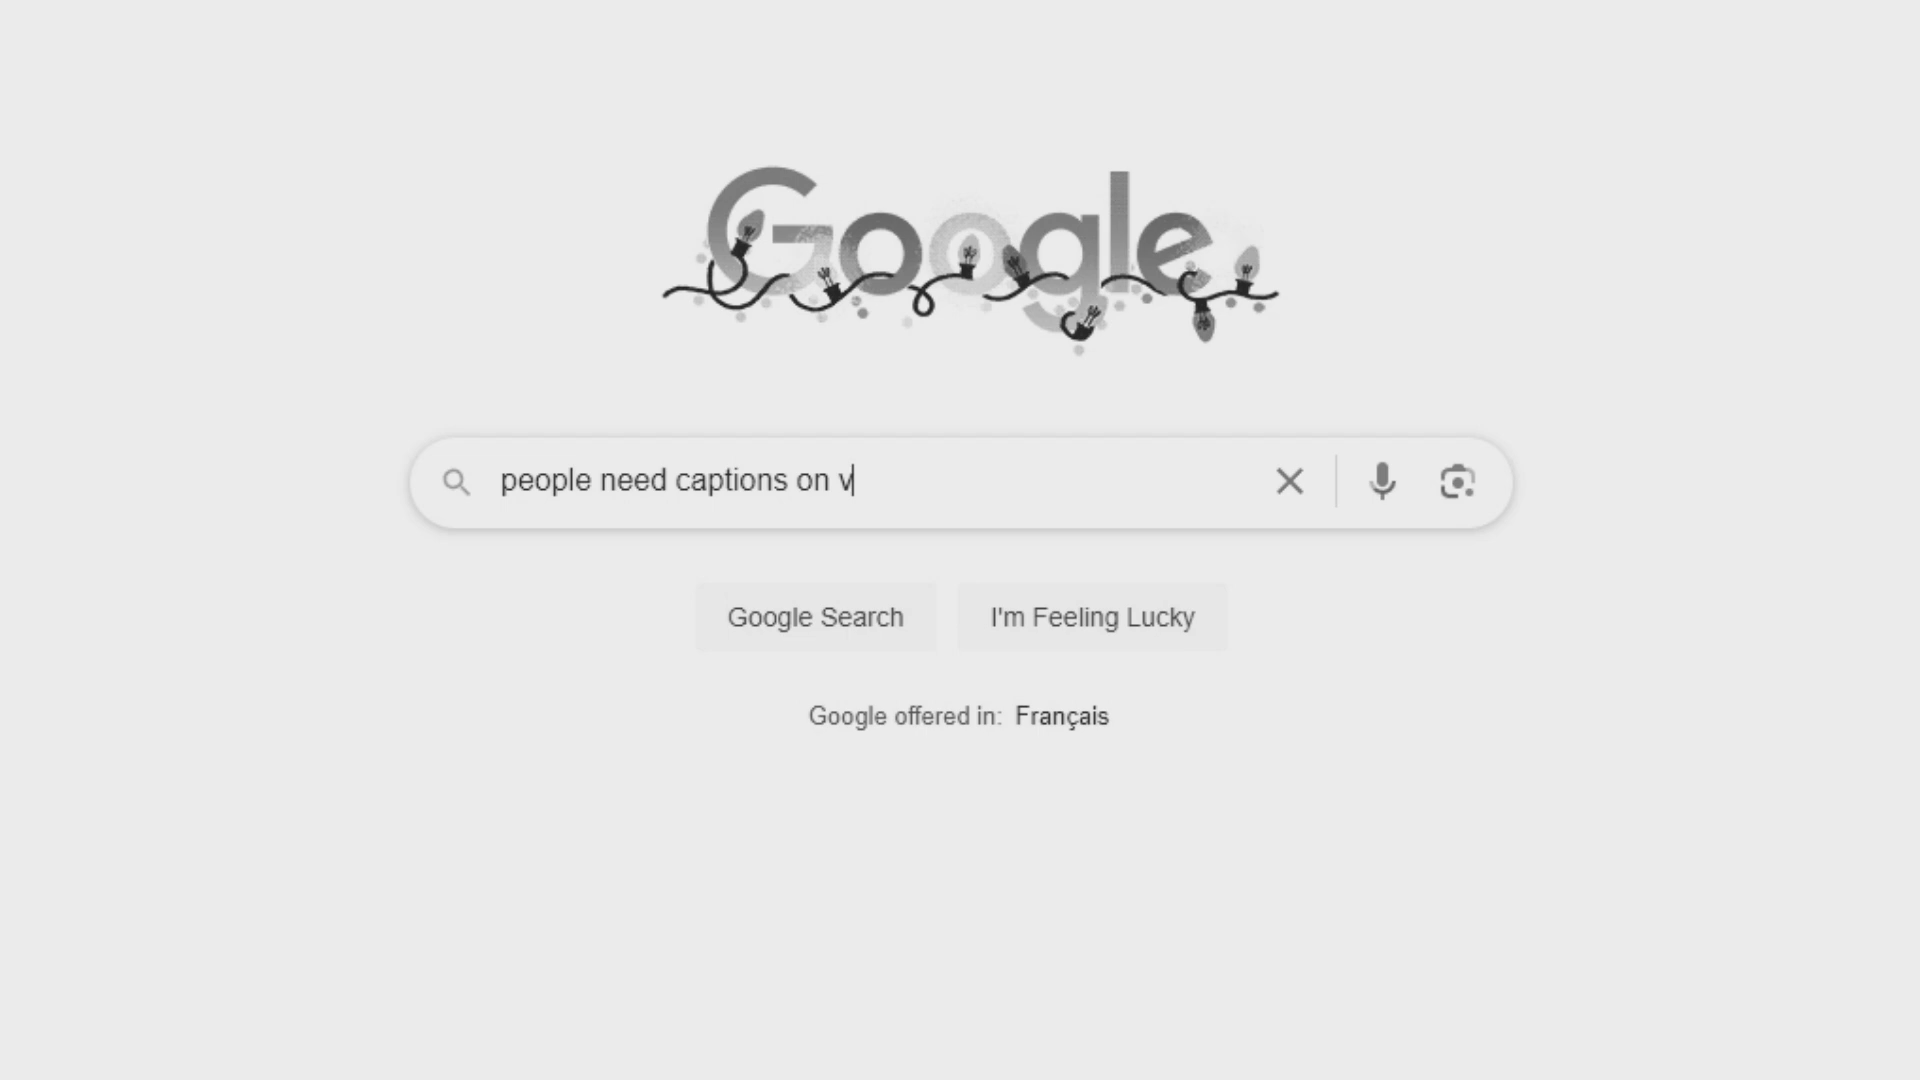 Google
people need captions on v
Google Search
I'm Feeling Lucky
Google offered in: Français